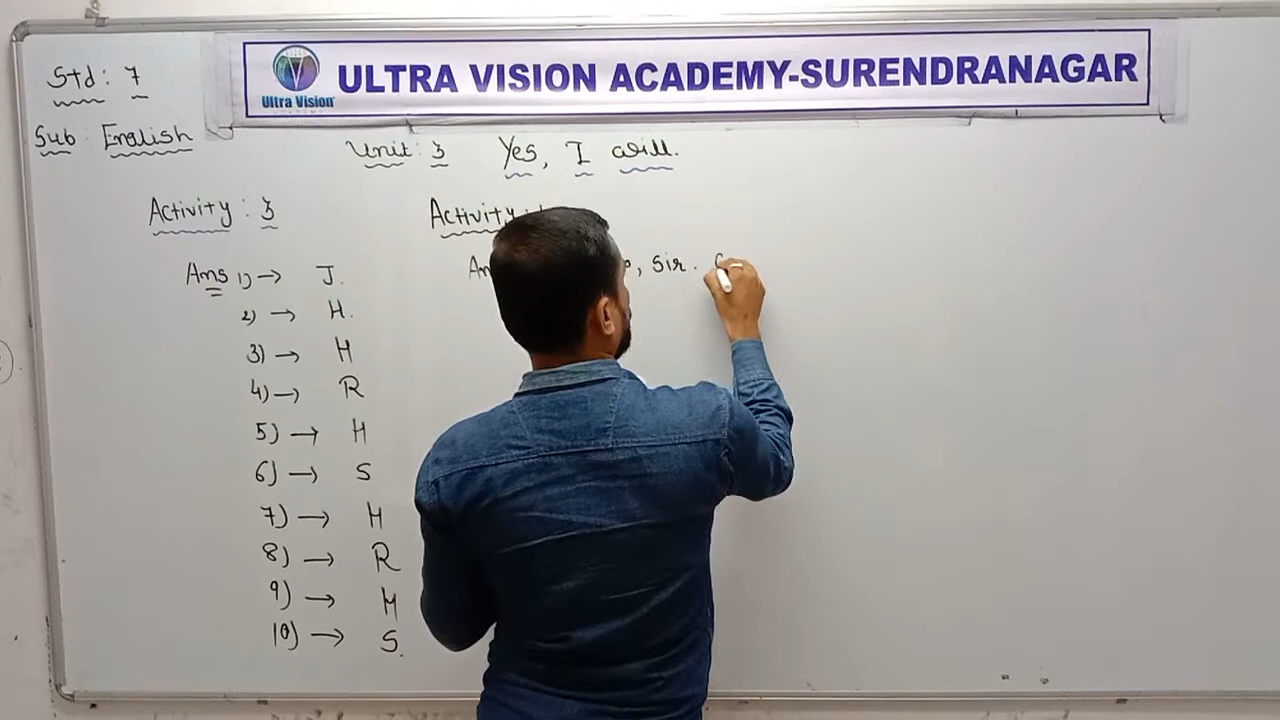 ULTRA VISION ACADEMY-SURENDRANAGAR
Ultra Vision
Std: 7
Sub: English
Unit: 3 Yes, I will.
Activity: 3
Ans 1) → J.
2) → H.
3) → H
4) → R
5) → H
6) → S
7) → H
8) → R
9) → H
10) → S.
Activity
, Sir.